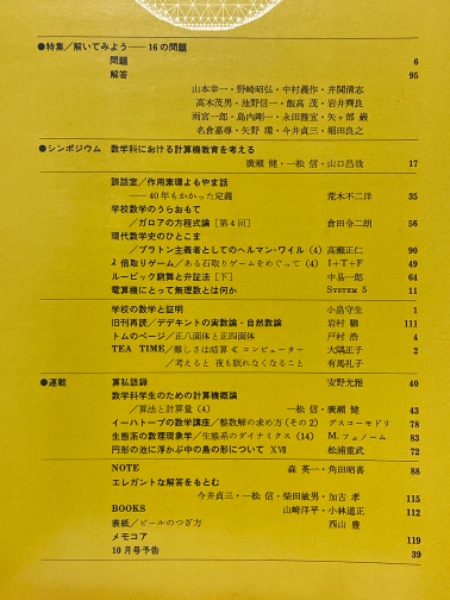 ●特集/解いてみよう——16の問題
問題 6
解答 95
山本幸一・野崎昭弘・中村義作・井関清志
高木茂男・池野信一・飯高 茂・岩井齊良
雨宮一郎・島内剛一・永田雅宜・矢ヶ部 巌
名倉嘉尊・矢野 環・今井貞三・堀田良之
●シンポジウム 数学科における計算機教育を考える
廣瀬 健・一松 信・山口昌哉 17
談話室/作用素環よもやま話
——40年もかかった定義 荒木不二洋 35
学校数学のうらおもて
/ガロアの方程式論[第4回] 倉田令二朗 56
現代数学史のひとこま
/プラトン主義者としてのヘルマン・ワイル(4) 高瀬正仁 90
λ倍取りゲーム/ある石取りゲームをめぐって(4) I+T+F 49
ルービック窮舞と弁証法[下] 中島一郎 64
電算機にとって無理数とは何か SYSTEM 5 11
学校の数学と証明 小畠守生 1
旧刊再読/デデキントの実数論・自然数論 岩村 聯 111
トムのページ/正八面体と正四面体 戸村 浩 4
TEA TIME/難しさは暗算≪コンピューター 大隅正子 2
/考えると夜も眠れなくなること 有馬礼子
●連載 算私語録 安野光雅 40
数学科学生のための計算機概論
/算法と計算量(4) 一松 信・廣瀬 健 43
イーハトーブの数学講座/整数解の求め方(その2) グスコーモドリ 78
生態系の数理現象学/生態系のダイナミクス(14) M.フェノーム 83
円形の池に浮かぶ中の島の形について XVII 松浦重武 72
NOTE 森 英一・角田昭喜 88
エレガントな解答をもとむ
今井貞三・一松 信・柴田敏男・加古 孝 115
BOOKS 山崎洋平・小林道正 112
表紙/ビールのつぎ方 西山 豊
メモコア 119
10月号予告 39